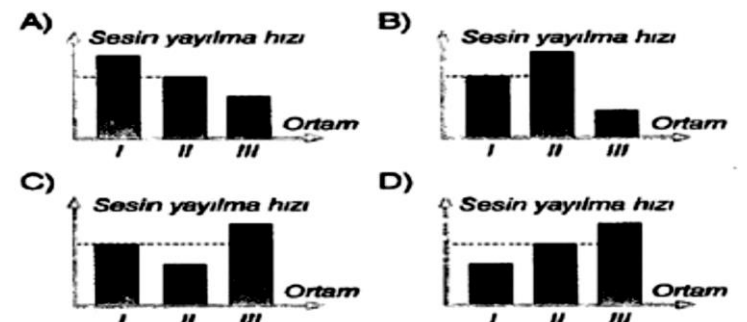 A)
Sesin yayılma hızı
Ortam
I II III
B)
Sesin yayılma hızı
Ortam
I II III
C)
Sesin yayılma hızı
Ortam
I II III
D)
Sesin yayılma hızı
Ortam
I II III